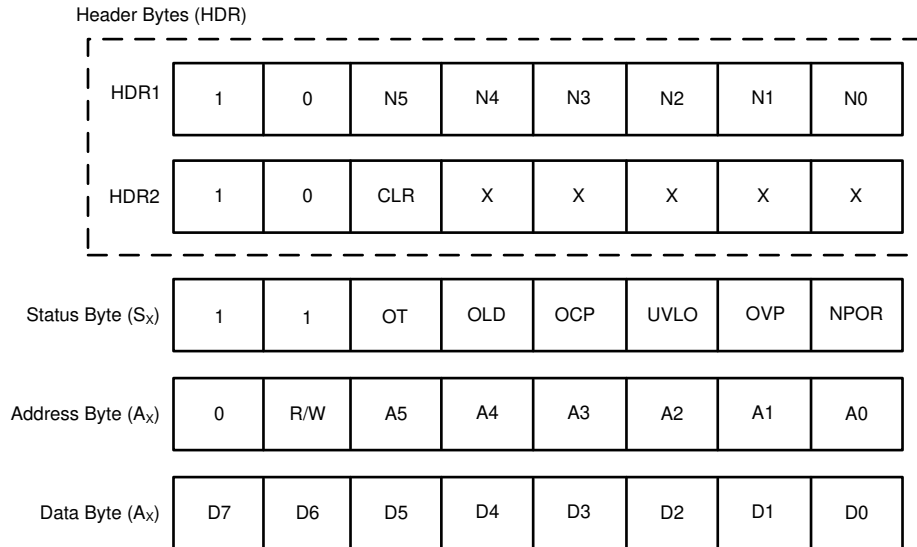 Header Bytes (HDR)
HDR1 1 0 N5 N4 N3 N2 N1 N0
HDR2 1 0 CLR X X X X X
Status Byte (SX) 1 1 OT OLD OCP UVLO OVP NPOR
Address Byte (AX) 0 R/W A5 A4 A3 A2 A1 A0
Data Byte (AX) D7 D6 D5 D4 D3 D2 D1 D0